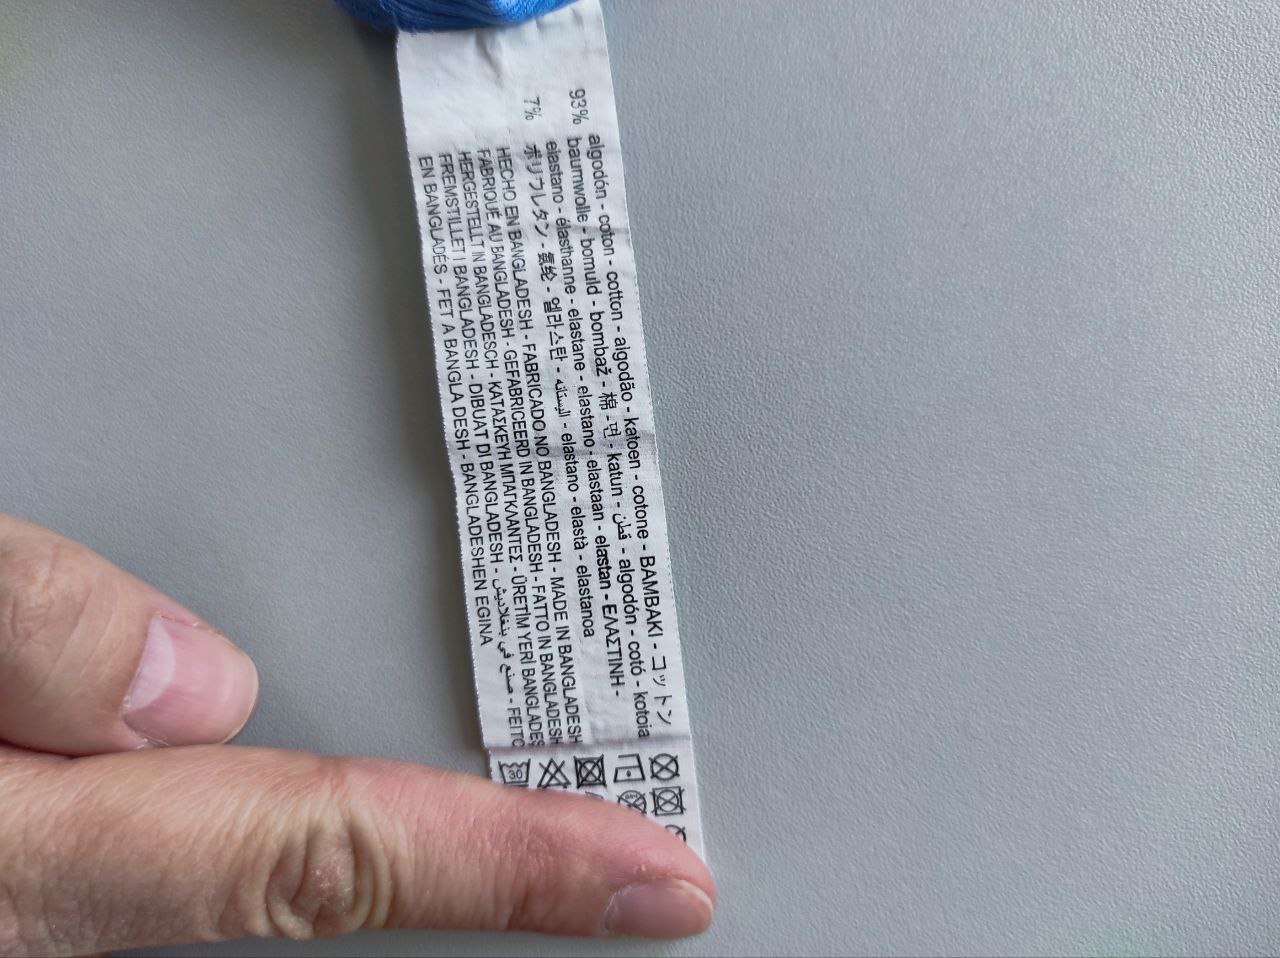 93% algodón - coton - cotton - algodão - katoen - cotone - ΒΑΜΒΑΚΙ - コットン
baumwolle - bomuld - bombaž - 棉 - 면 - katun - قطن - algodón - cotó - kotoia
7% elastano - élasthanne - elastane - elastano - elastaan - elastan - ΕΛΑΣΤΙΝΗ -
ポリウレタン - 氨纶 - 엘라스탄 - اليستانه - elastano - elastà - elastanoa
HECHO EN BANGLADESH - FABRICADO NO BANGLADESH - MADE IN BANGLADESH
FABRIQUÉ AU BANGLADESH - GEFABRICEERD IN BANGLADESH - FATTO IN BANGLADESH
HERGESTELLT IN BANGLADESCH - ΚΑΤΑΣΚΕΥΗ ΜΠΑΓΚΛΑΝΤΕΣ - ÜRETİM YERİ BANGLADEŞ
FREMSTILLET I BANGLADESH - DIBUAT DI BANGLADESH - صنع في بنغلاديش - FEITO
EN BANGLADÉS - FET A BANGLA DESH - BANGLADESHEN EGINA
30